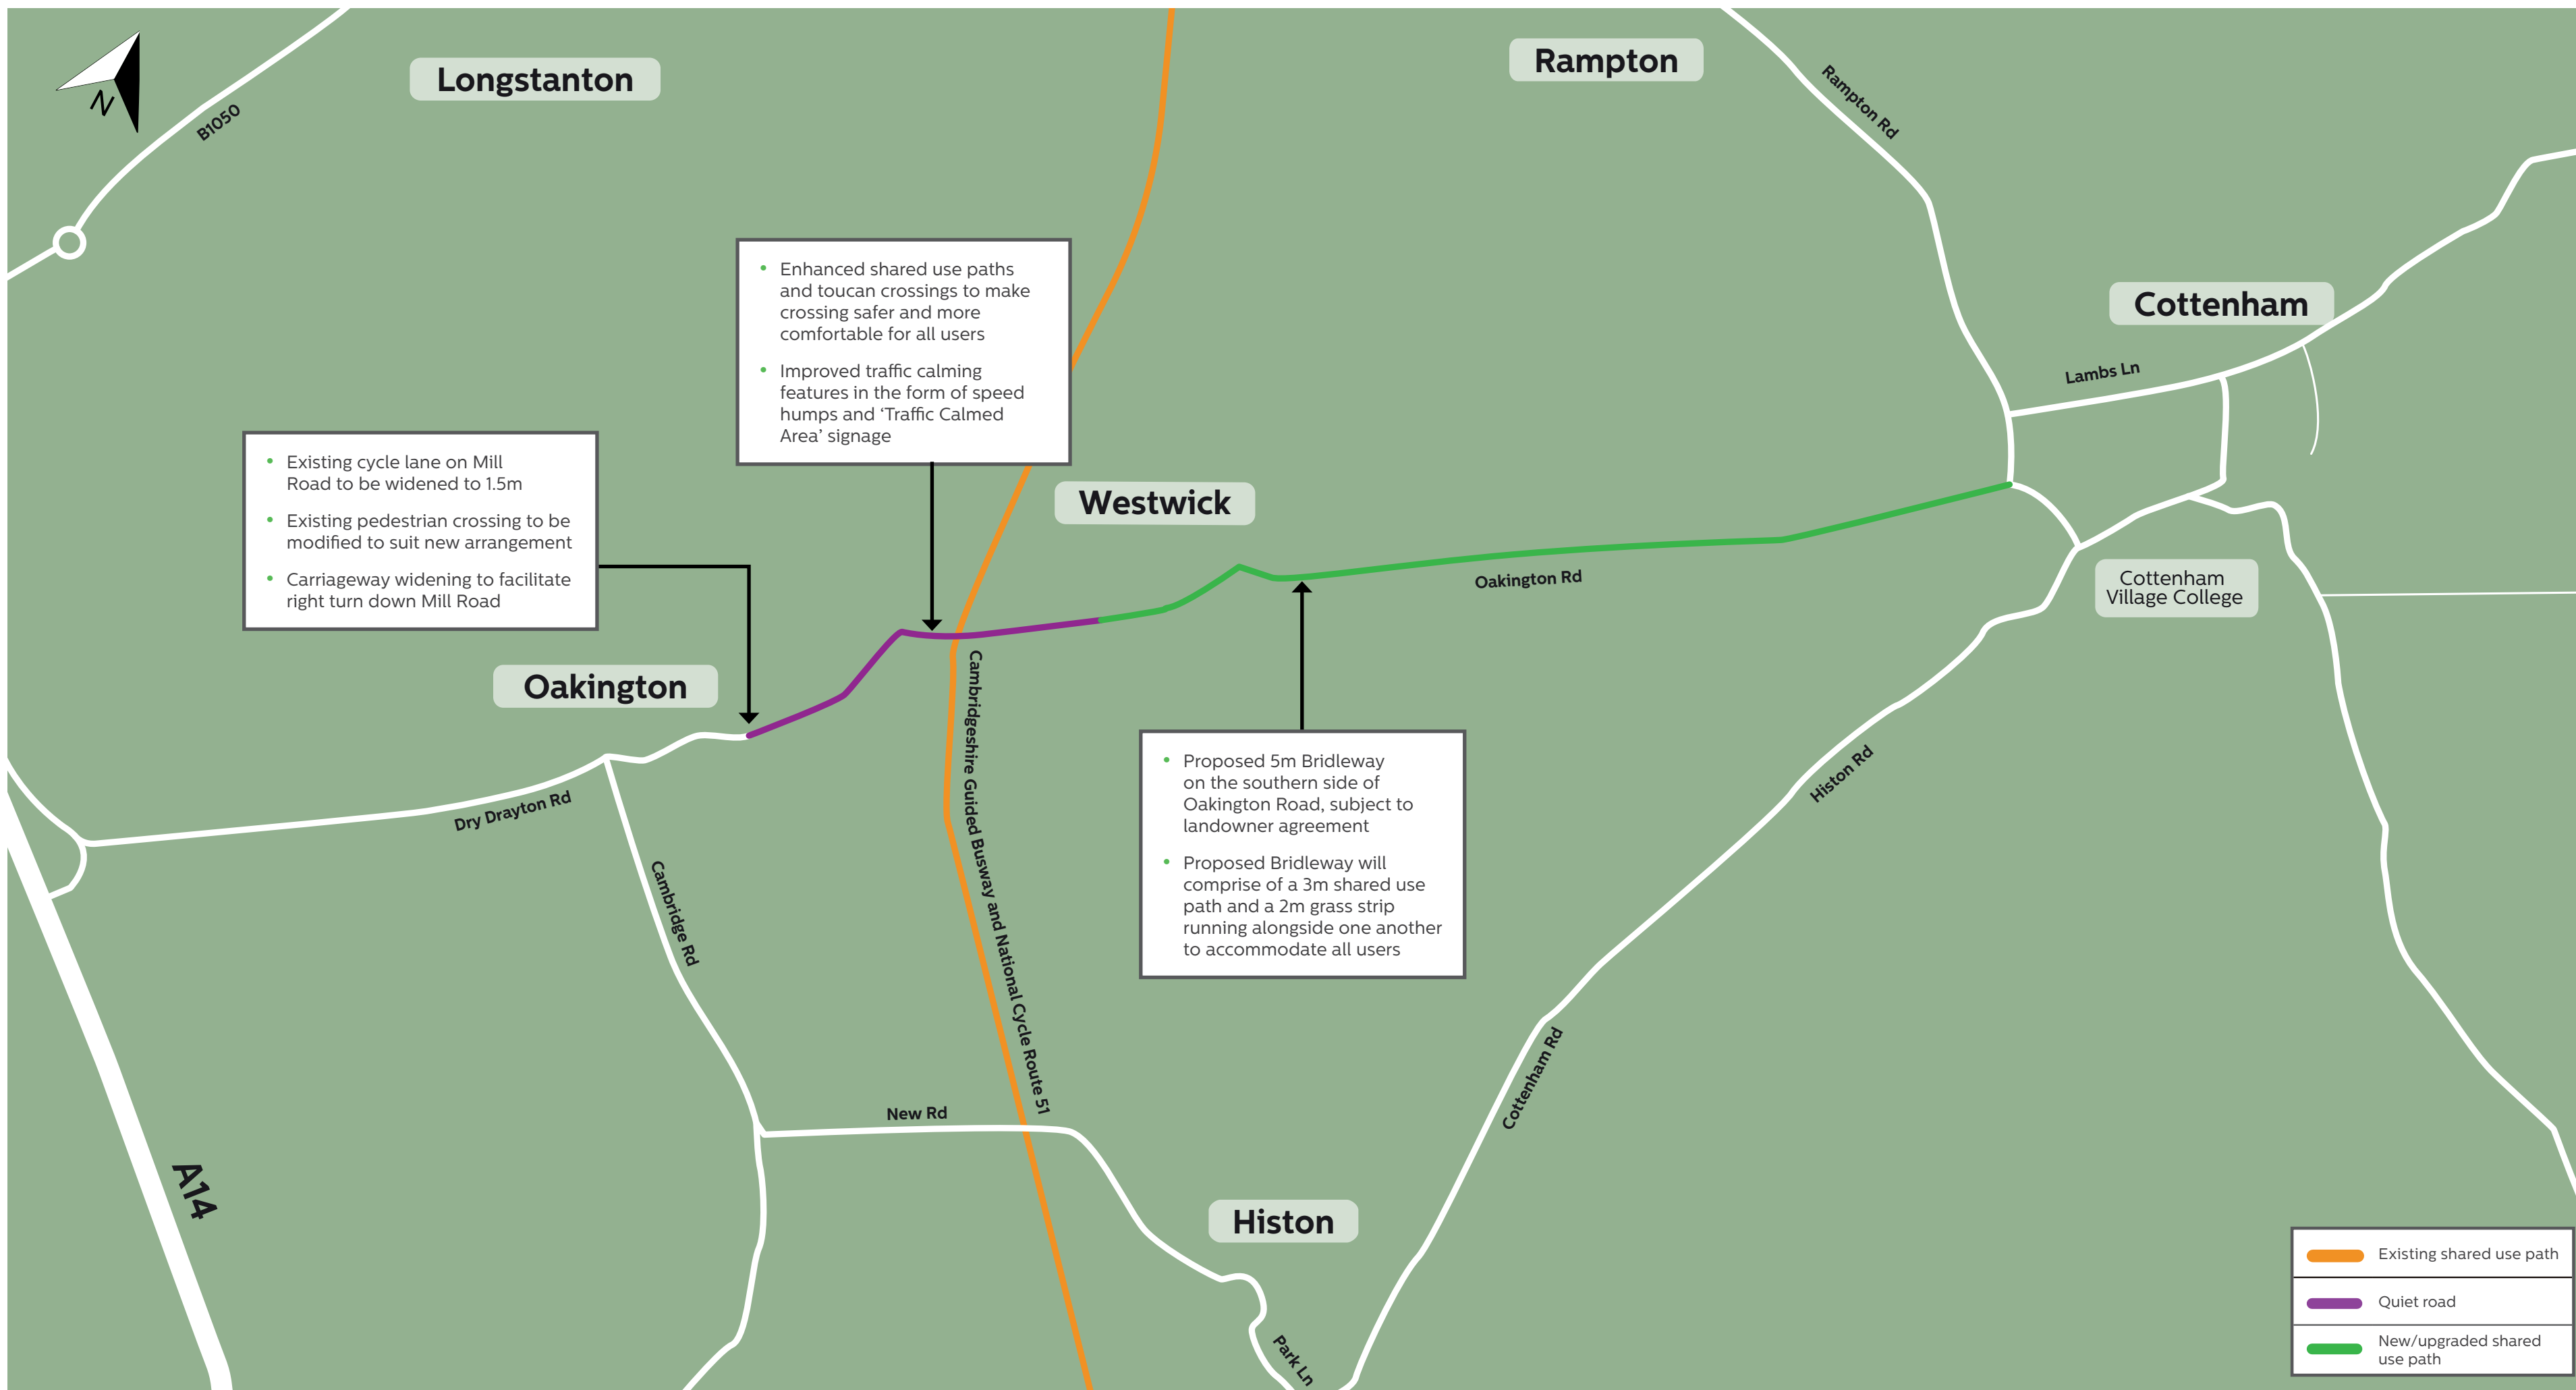 N
B1050
Longstanton
Rampton
Rampton Rd
Cottenham
Lambs Ln
• Enhanced shared use paths
and toucan crossings to make
crossing safer and more
comfortable for all users
• Improved traffic calming
features in the form of speed
humps and ‘Traffic Calmed
Area’ signage
• Existing cycle lane on Mill
Road to be widened to 1.5m
• Existing pedestrian crossing to be
modified to suit new arrangement
• Carriageway widening to facilitate
right turn down Mill Road
Westwick
Oakington Rd
Cottenham
Village College
Oakington
Cambridgeshire Guided Busway and National Cycle Route 51
Dry Drayton Rd
Cambridge Rd
• Proposed 5m Bridleway
on the southern side of
Oakington Road, subject to
landowner agreement
• Proposed Bridleway will
comprise of a 3m shared use
path and a 2m grass strip
running alongside one another
to accommodate all users
Histon Rd
Cottenham Rd
New Rd
A14
Histon
Park Ln
Existing shared use path
Quiet road
New/upgraded shared
use path